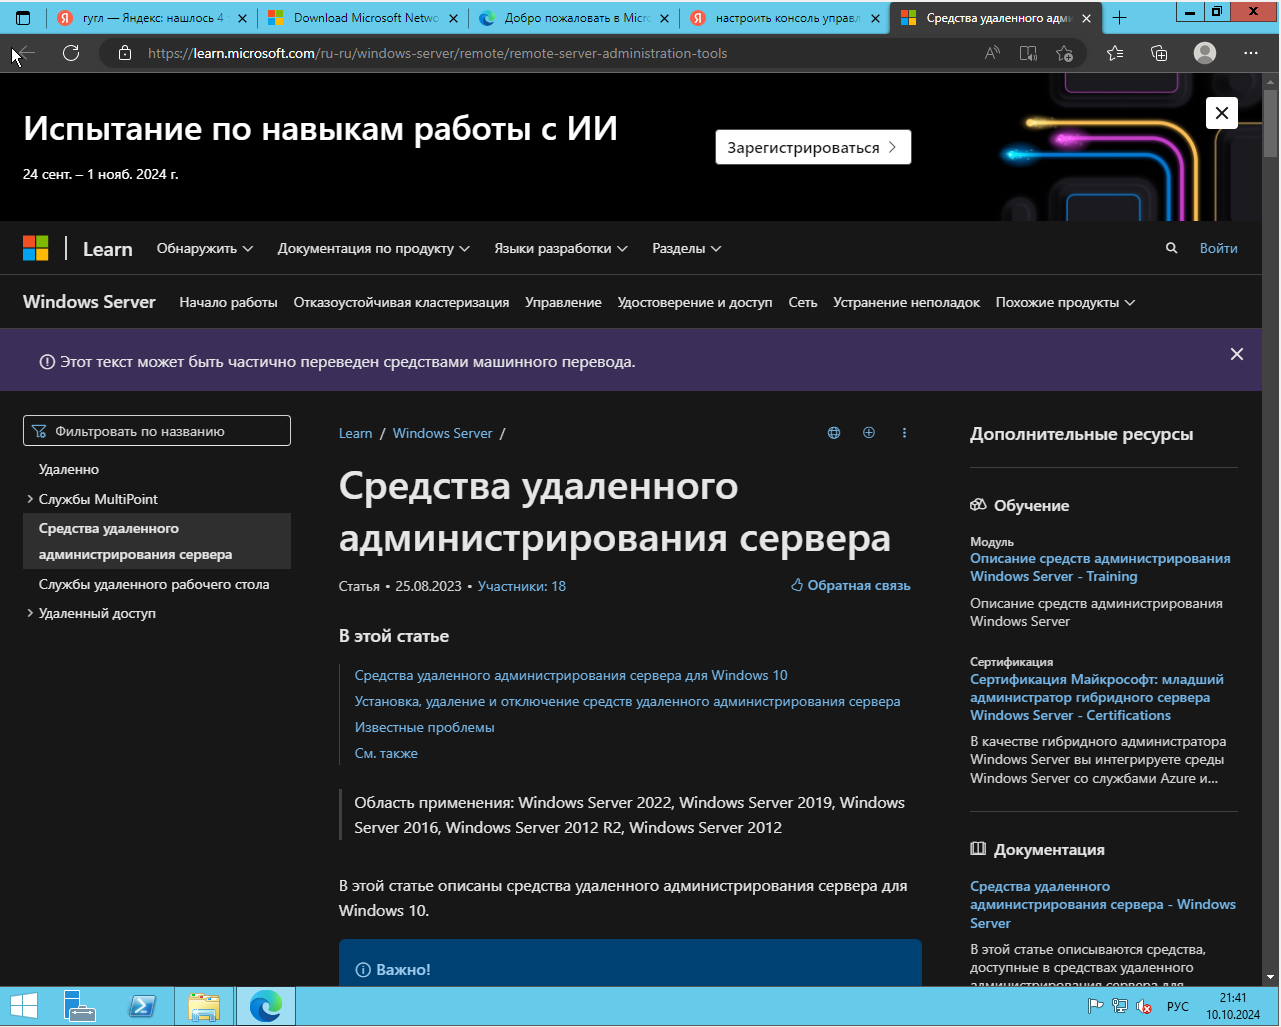 гугл — Яндекс: нашлось 4
Download Microsoft Netwo
Добро пожаловать в Micr
настроить консоль управл
Средства удаленного адми
https://learn.microsoft.com/ru-ru/windows-server/remote/remote-server-administration-tools
Испытание по навыкам работы с ИИ
24 сент. – 1 нояб. 2024 г.
Зарегистрироваться
Learn
Обнаружить
Документация по продукту
Языки разработки
Разделы
Войти
Windows Server
Начало работы
Отказоустойчивая кластеризация
Управление
Удостоверение и доступ
Сеть
Устранение неполадок
Похожие продукты
Этот текст может быть частично переведен средствами машинного перевода.
Фильтровать по названию
Удаленно
Службы MultiPoint
Средства удаленного
администрирования сервера
Службы удаленного рабочего стола
Удаленный доступ
Learn / Windows Server /
Средства удаленного
администрирования сервера
Статья • 25.08.2023 • Участники: 18
Обратная связь
В этой статье
Средства удаленного администрирования сервера для Windows 10
Установка, удаление и отключение средств удаленного администрирования сервера
Известные проблемы
См. также
Область применения: Windows Server 2022, Windows Server 2019, Windows
Server 2016, Windows Server 2012 R2, Windows Server 2012
В этой статье описаны средства удаленного администрирования сервера для
Windows 10.
Важно!
Дополнительные ресурсы
Обучение
Модуль
Описание средств администрирования
Windows Server - Training
Описание средств администрирования
Windows Server
Сертификация
Сертификация Майкрософт: младший
администратор гибридного сервера
Windows Server - Certifications
В качестве гибридного администратора
Windows Server вы интегрируете среды
Windows Server со службами Azure и...
Документация
Средства удаленного
администрирования сервера - Windows
Server
В этой статье описываются средства,
доступные в средствах удаленного
администрирования сервера для
РУС
21:41
10.10.2024